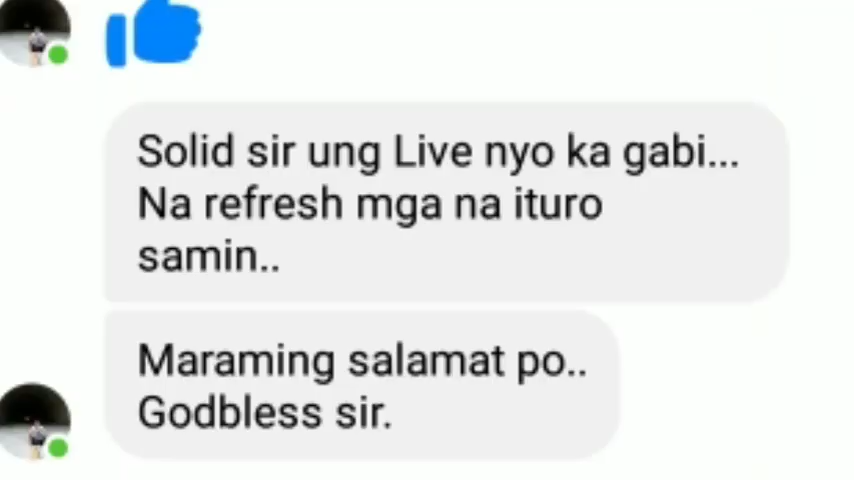 Solid sir ung Live nyo ka gabi...
Na refresh mga na ituro
samin..
Maraming salamat po..
Godbless sir.